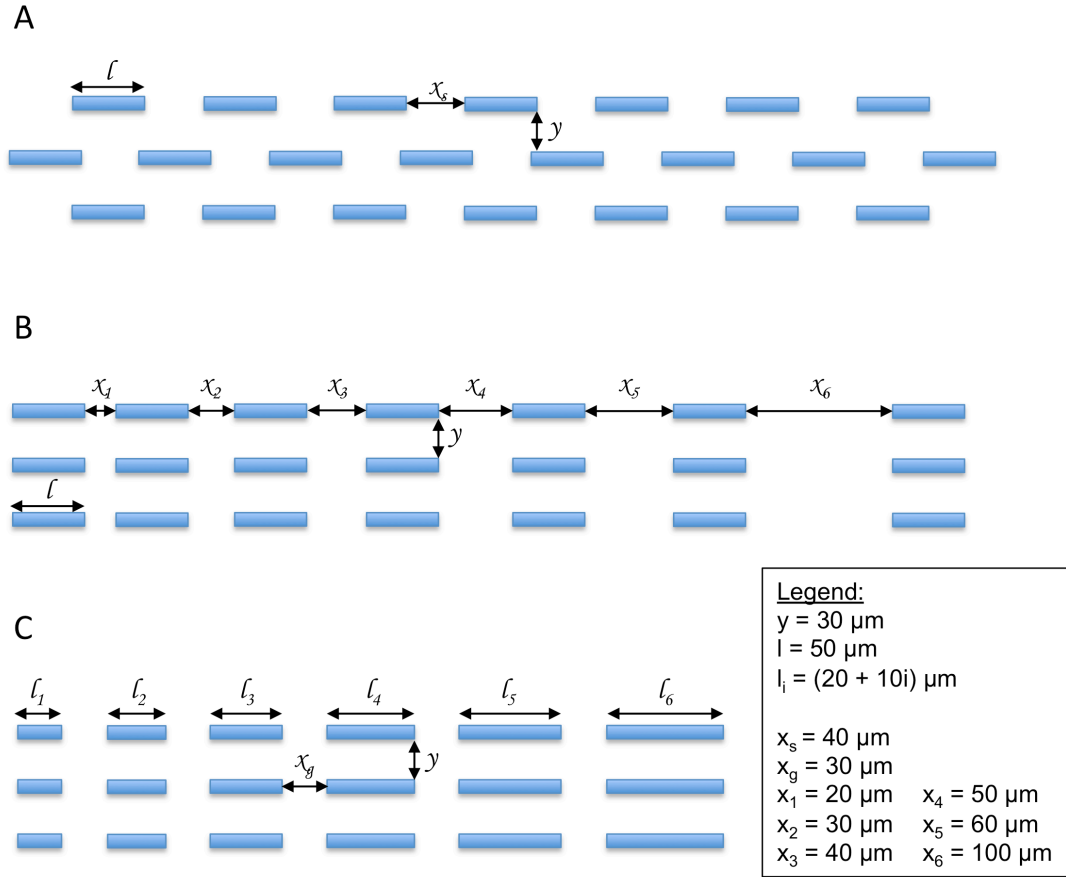 A
l
xₛ
y
B
x₁ x₂ x₃ x₄ x₅ x₆
y
l
C
l₁ l₂ l₃ l₄ l₅ l₆
y
x_g
Legend:
y = 30 µm
l = 50 µm
lᵢ = (20 + 10i) µm
xₛ = 40 µm
x_g = 30 µm
x₁ = 20 µm x₄ = 50 µm
x₂ = 30 µm x₅ = 60 µm
x₃ = 40 µm x₆ = 100 µm